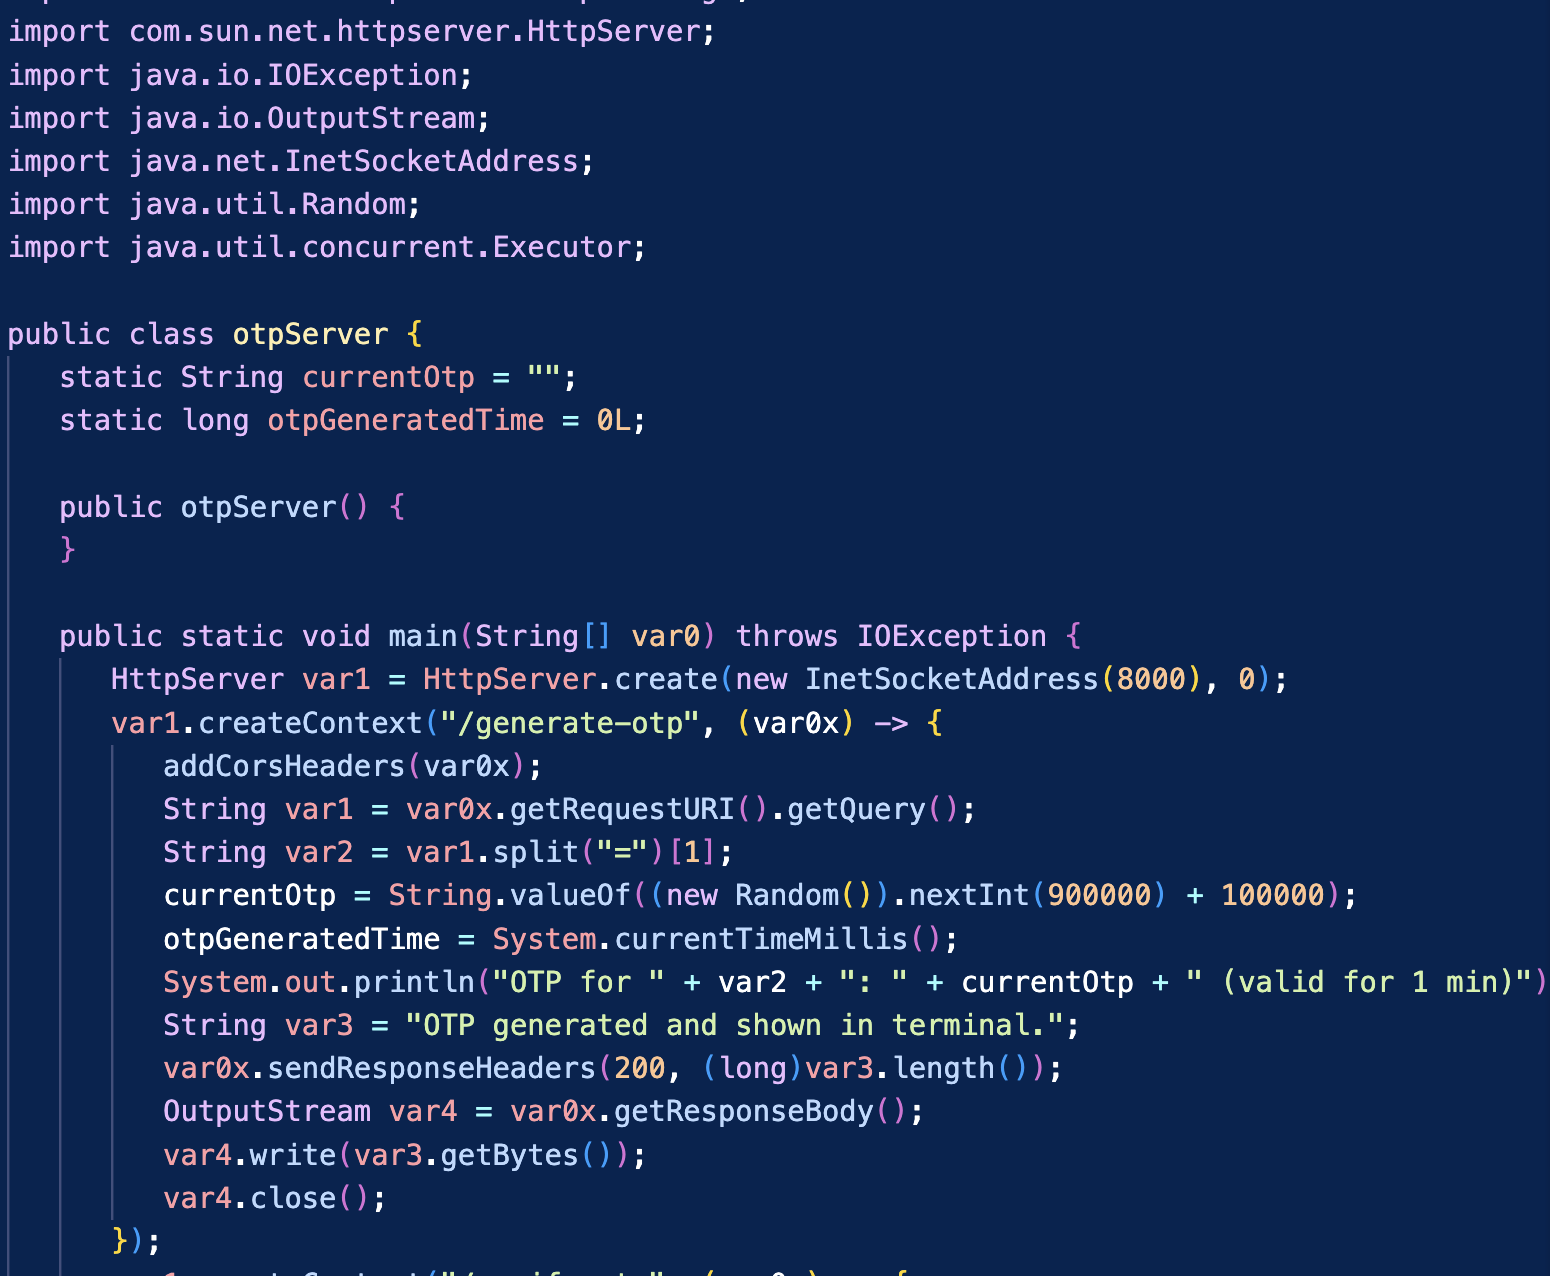 import com.sun.net.httpserver.HttpServer;
import java.io.IOException;
import java.io.OutputStream;
import java.net.InetSocketAddress;
import java.util.Random;
import java.util.concurrent.Executor;

public class otpServer {
   static String currentOtp = "";
   static long otpGeneratedTime = 0L;

   public otpServer() {
   }

   public static void main(String[] var0) throws IOException {
      HttpServer var1 = HttpServer.create(new InetSocketAddress(8000), 0);
      var1.createContext("/generate-otp", (var0x) -> {
         addCorsHeaders(var0x);
         String var1 = var0x.getRequestURI().getQuery();
         String var2 = var1.split("=")[1];
         currentOtp = String.valueOf((new Random()).nextInt(900000) + 100000);
         otpGeneratedTime = System.currentTimeMillis();
         System.out.println("OTP for " + var2 + ": " + currentOtp + " (valid for 1 min)")
         String var3 = "OTP generated and shown in terminal.";
         var0x.sendResponseHeaders(200, (long)var3.length());
         OutputStream var4 = var0x.getResponseBody();
         var4.write(var3.getBytes());
         var4.close();
      });